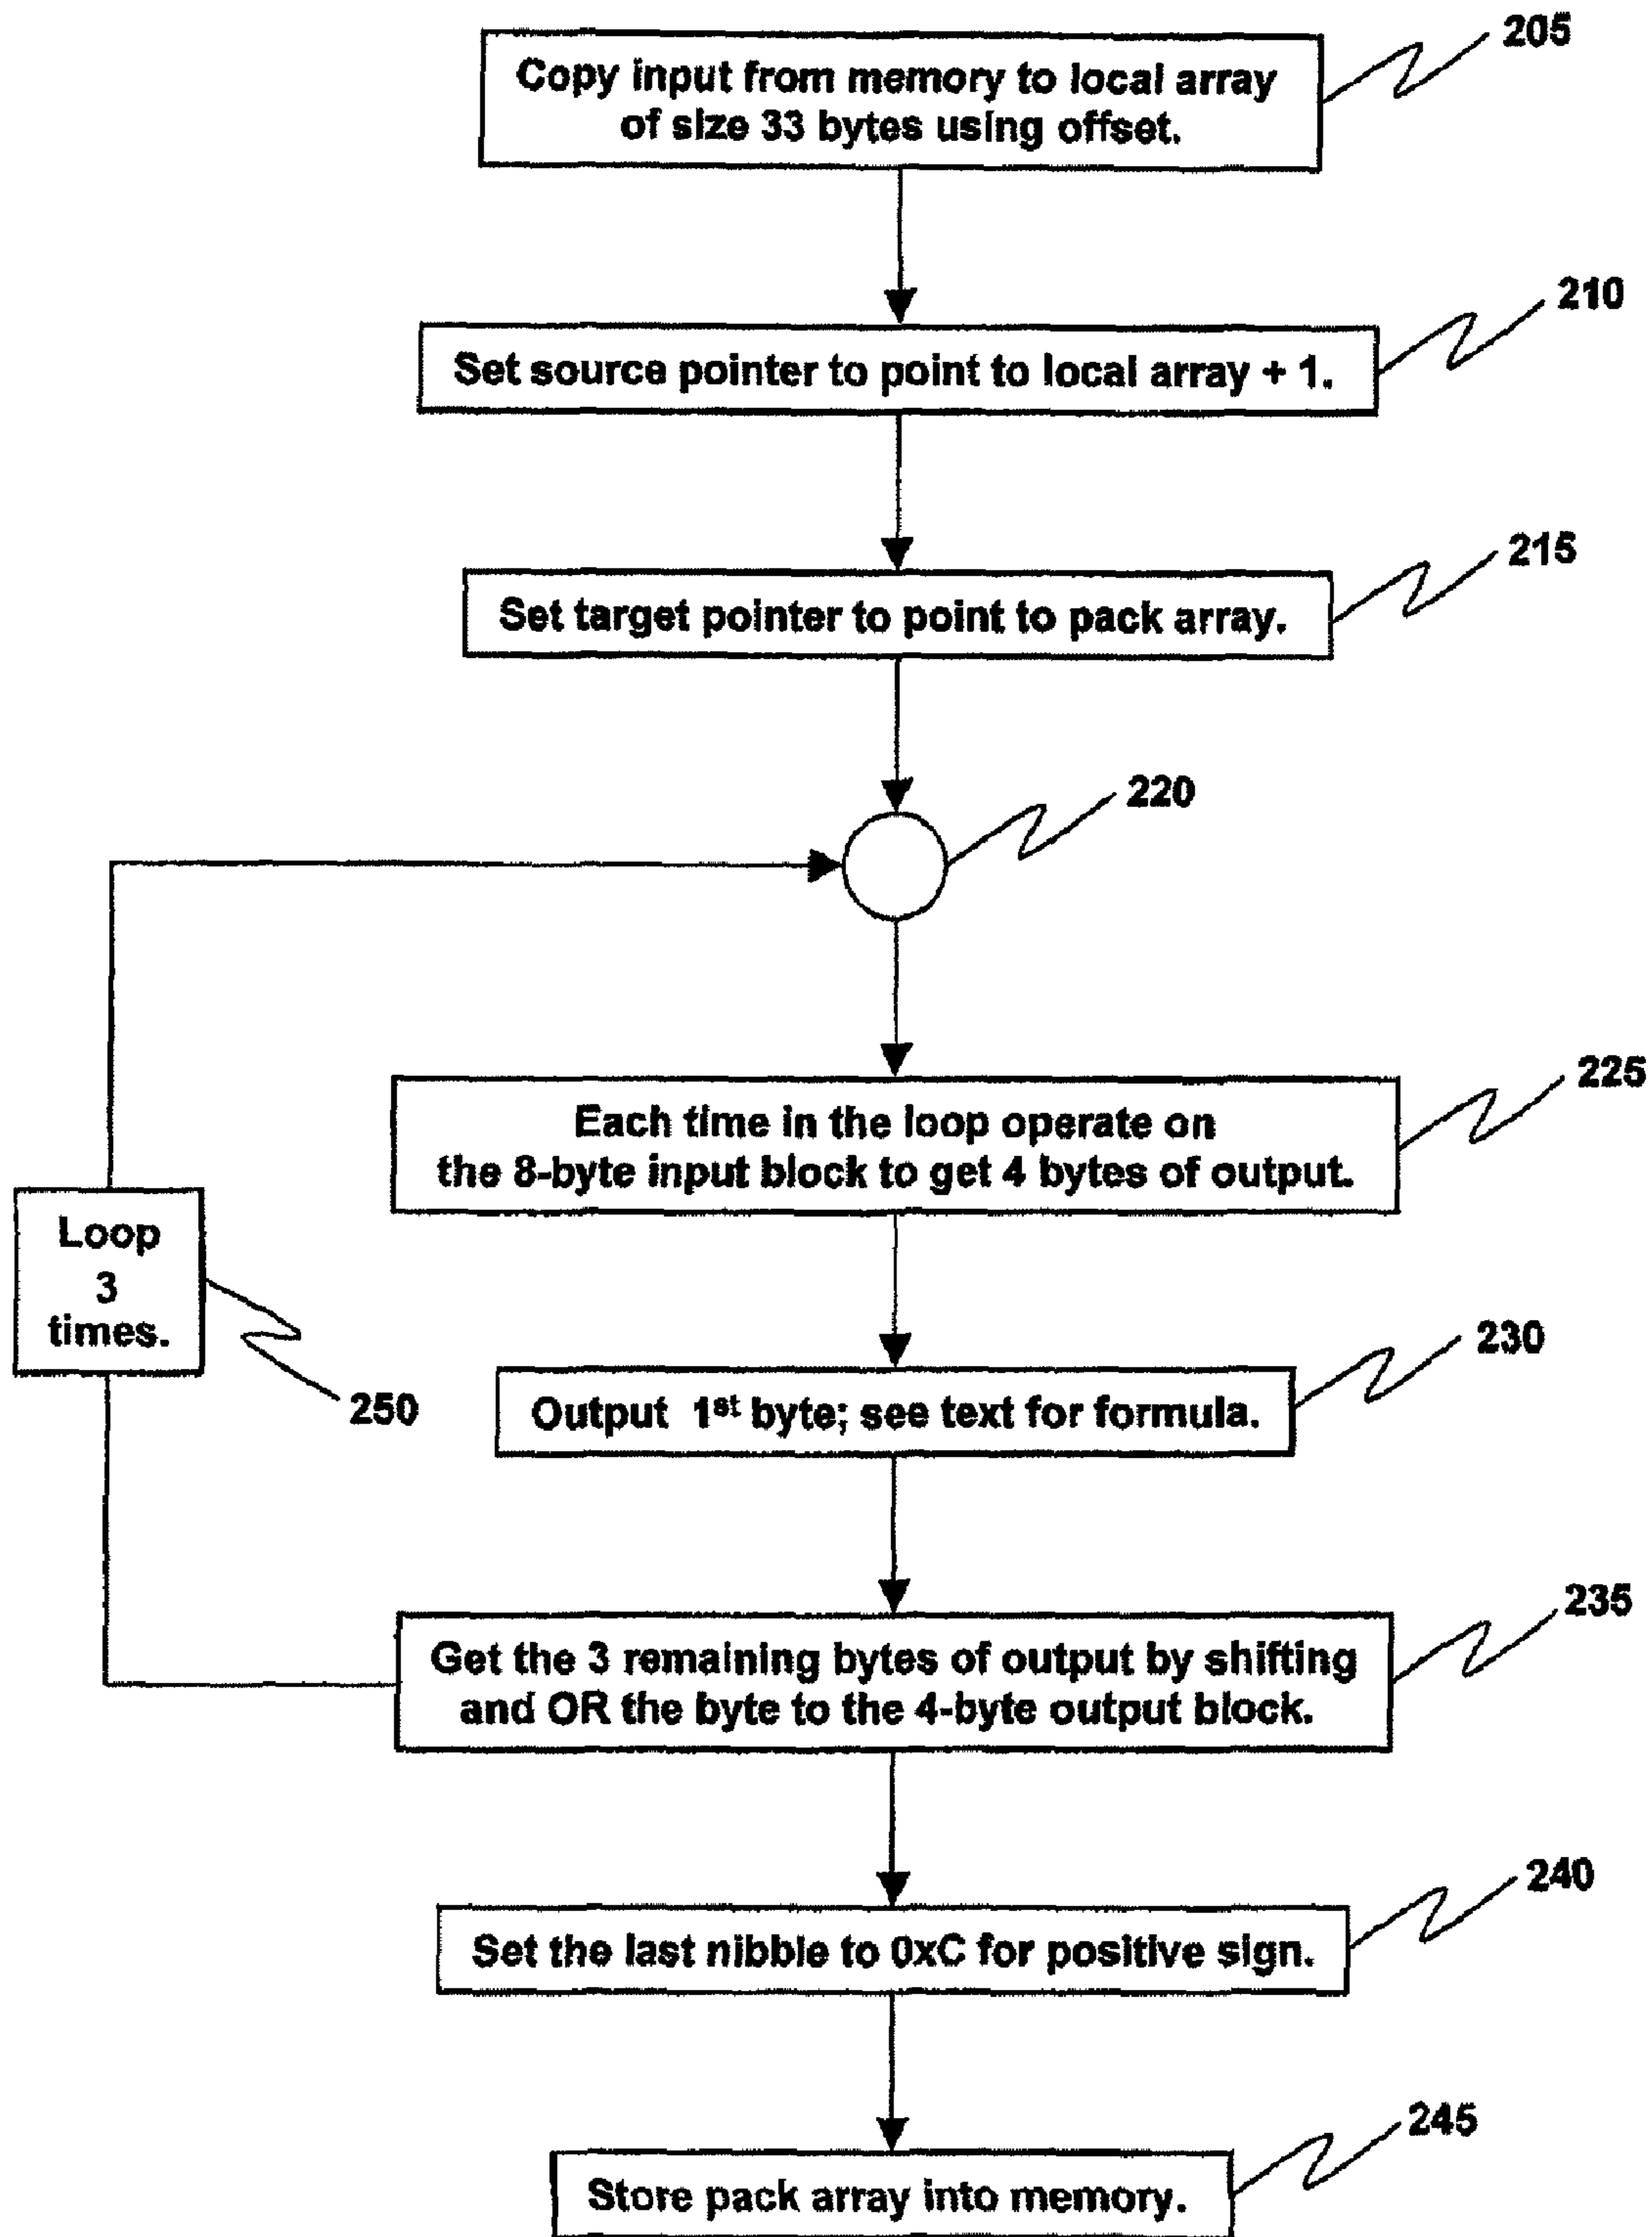 Copy input from memory to local array
of size 33 bytes using offset.
205
Set source pointer to point to local array + 1.
210
Set target pointer to point to pack array.
215
220
Each time in the loop operate on
the 8-byte input block to get 4 bytes of output.
225
Loop
3
times.
250
Output 1st byte; see text for formula.
230
Get the 3 remaining bytes of output by shifting
and OR the byte to the 4-byte output block.
235
Set the last nibble to 0xC for positive sign.
240
Store pack array into memory.
245